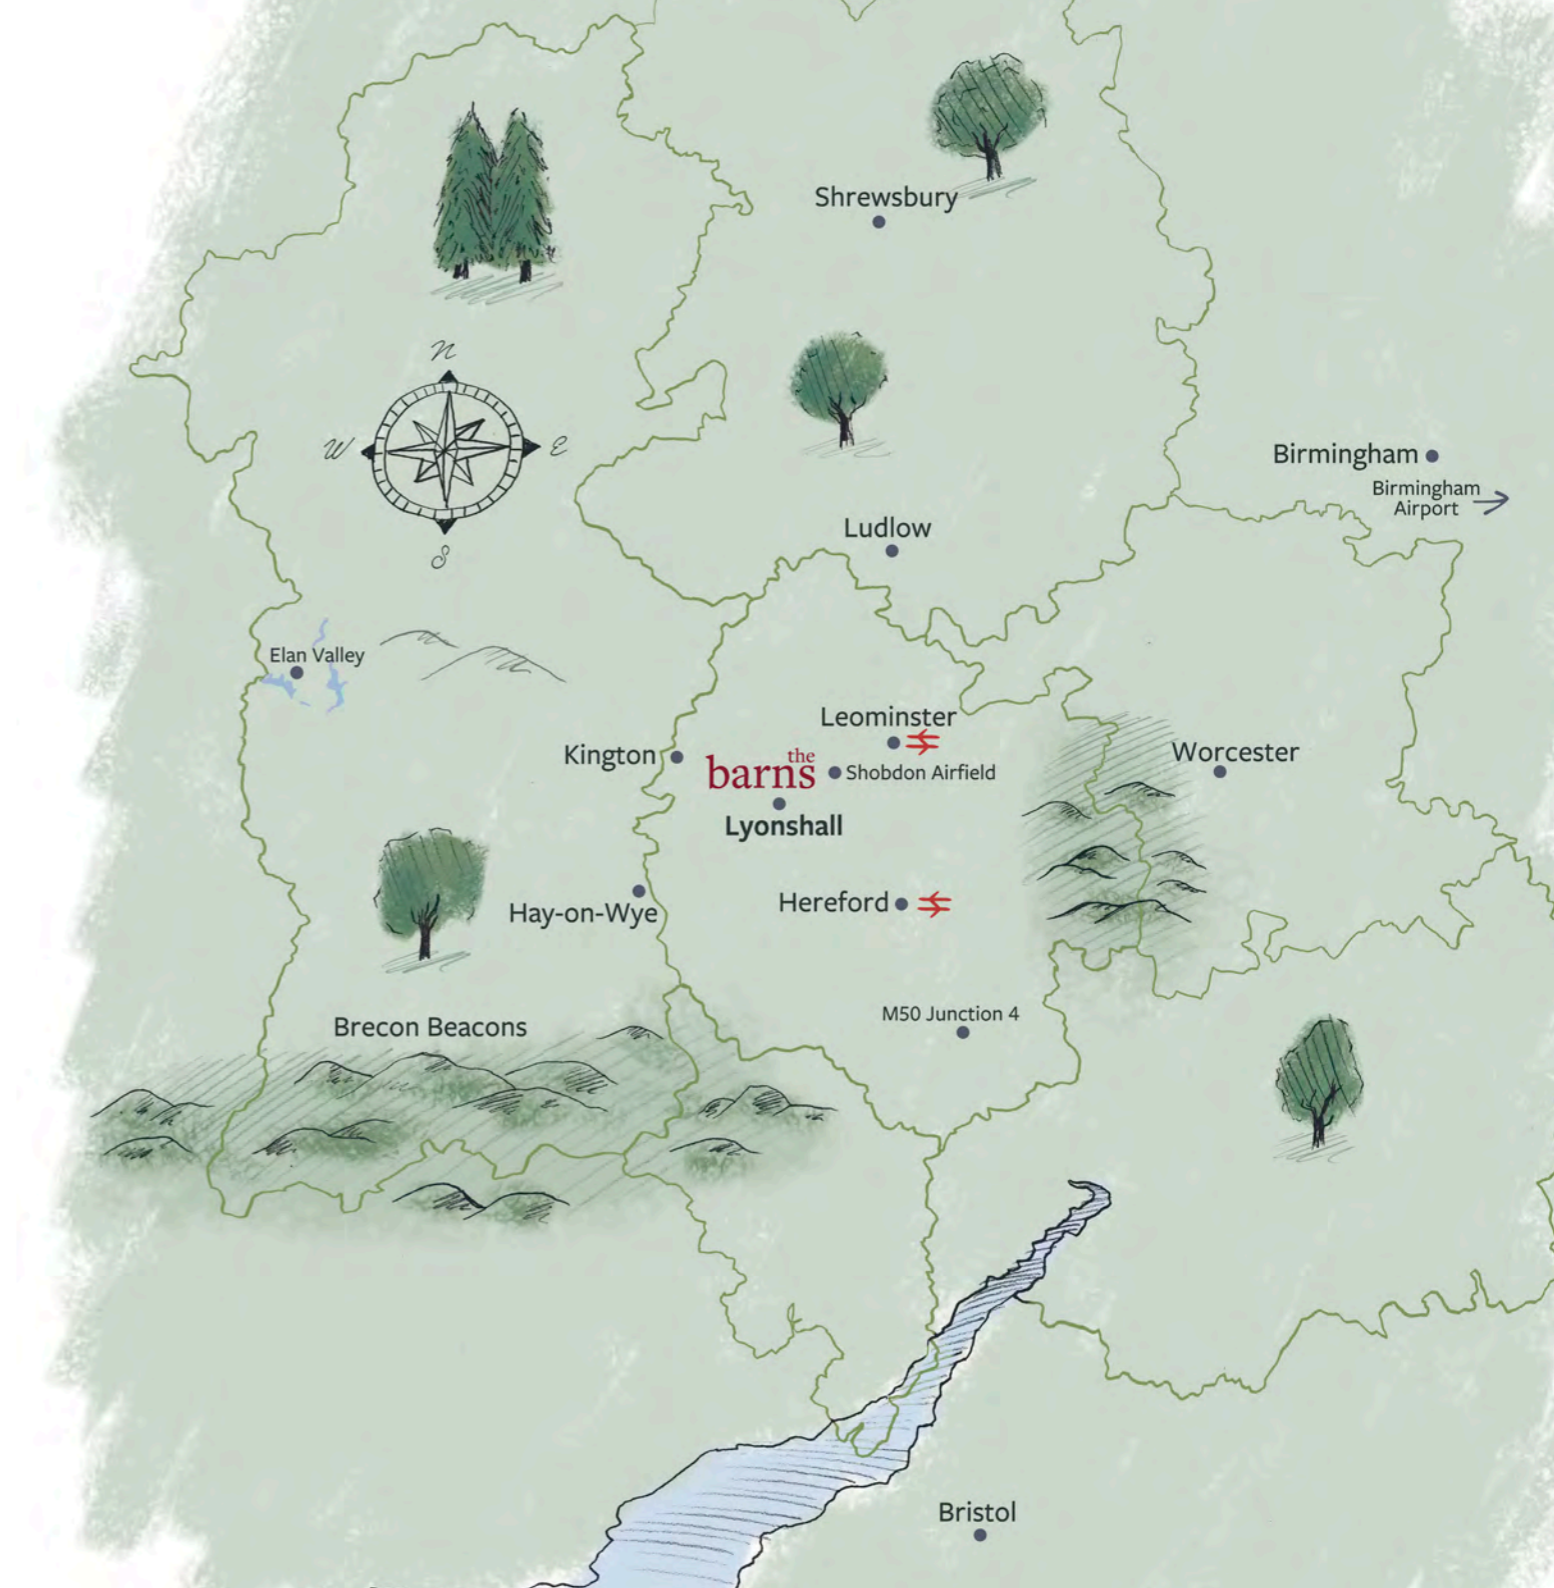 Shrewsbury
N
W
E
S
Birmingham
Birmingham
Airport
Ludlow
Elan Valley
Leominster
Kington
the
barns
Shobdon Airfield
Worcester
Lyonshall
Hay-on-Wye
Hereford
M50 Junction 4
Brecon Beacons
Bristol